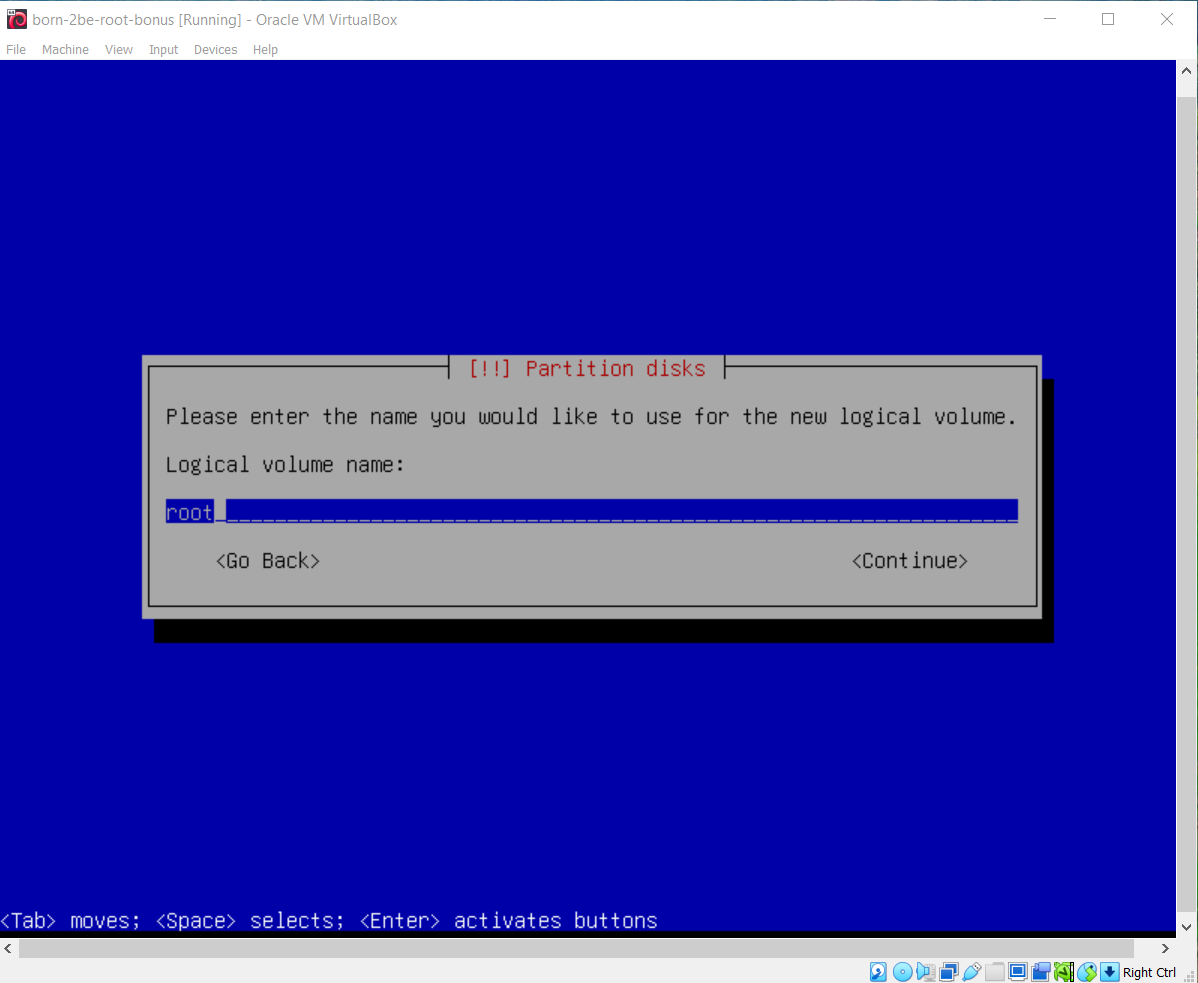 born-2be-root-bonus [Running] - Oracle VM VirtualBox
File Machine View Input Devices Help
[!!] Partition disks
Please enter the name you would like to use for the new logical volume.
Logical volume name:
root
<Go Back> <Continue>
<Tab> moves; <Space> selects; <Enter> activates buttons
Right Ctrl